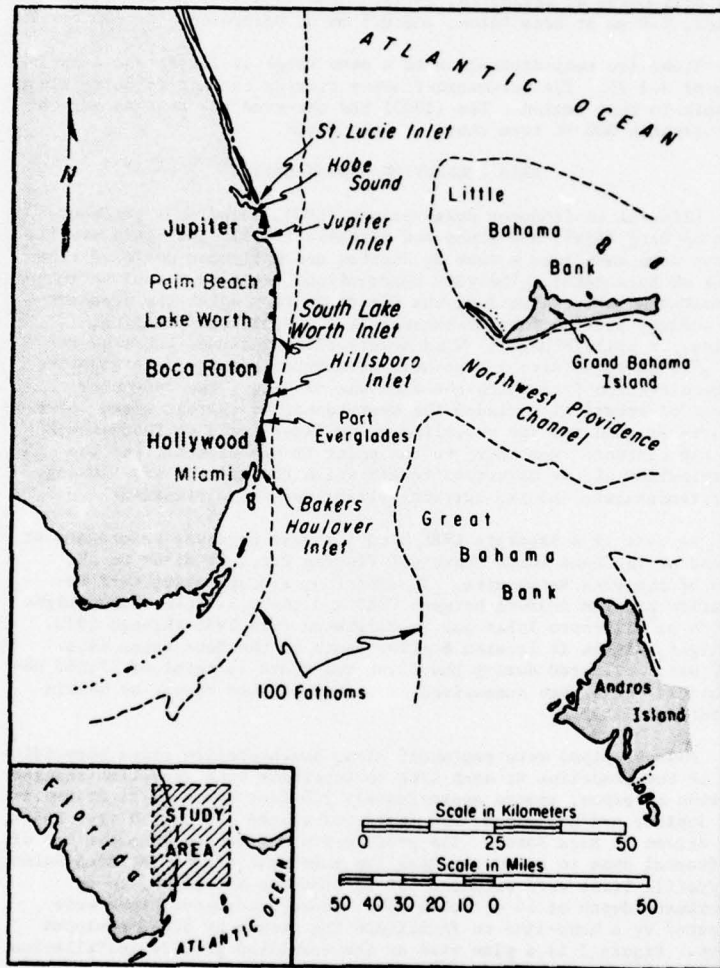 ATLANTIC
OCEAN
N
St. Lucie Inlet
Hobe
Sound
Jupiter
Jupiter
Inlet
Palm Beach
Lake Worth
South Lake
Worth Inlet
Boca Raton
Hillsboro
Inlet
Port
Everglades
Hollywood
Miami
Bakers
Haulover
Inlet
Little
Bahama
Bank
Grand Bahama
Island
Northwest Providence
Channel
Great
Bahama
Bank
100 Fathoms
Andros
Island
Florida
STUDY
AREA
ATLANTIC OCEAN
Scale in Kilometers
0 25 50
Scale in Miles
50 40 30 20 10 0 50